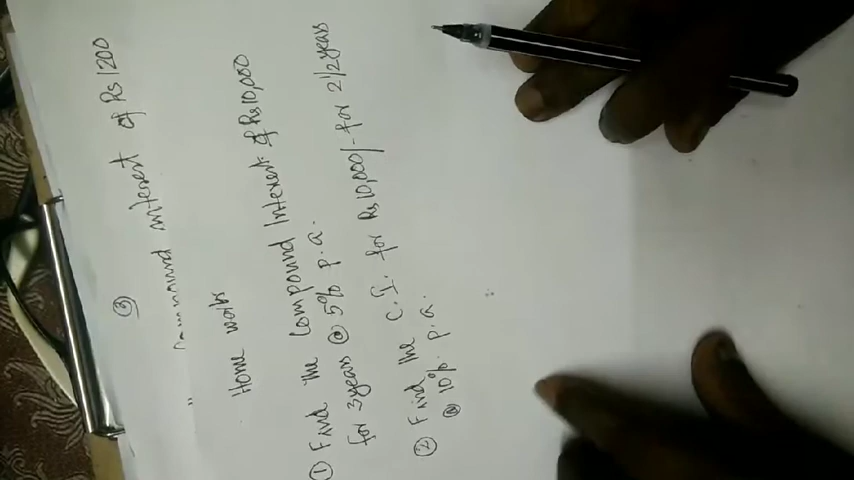 ③
Compound interest of Rs 1200
Home work
① Find the Compound Interest of Rs 10,000
for 3 years @ 5% p.a.
② Find the C.I. for Rs 10,000/- for 2 1/2 years
@ 10% p.a.